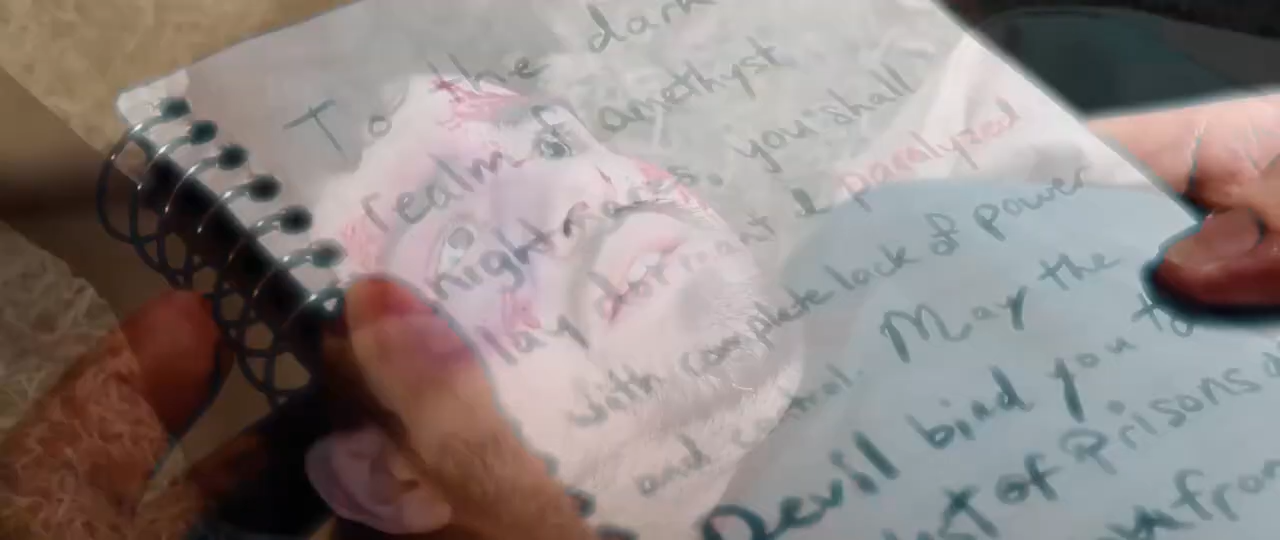 To the dark
realm of amethyst
nightmares, you shall
lay dormant & paralyzed
with complete lack of power
and control. May the
Devil bind you to
of Prisons